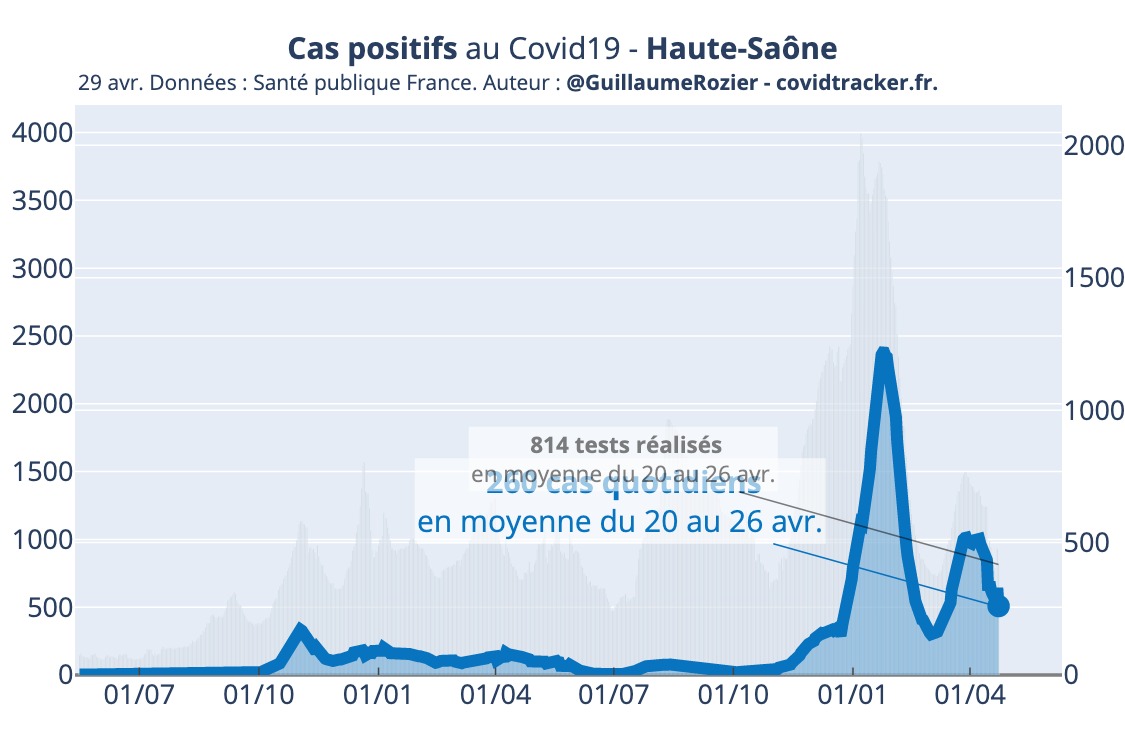 Cas positifs au Covid19 - Haute-Saône
29 avr. Données : Santé publique France. Auteur : @GuillaumeRozier - covidtracker.fr.
4000
3500
3000
2500
2000
1500
1000
500
0
2000
1500
1000
500
0
814 tests réalisés
en moyenne du 20 au 26 avr.
260 cas quotidiens
en moyenne du 20 au 26 avr.
01/07 01/10 01/01 01/04 01/07 01/10 01/01 01/04